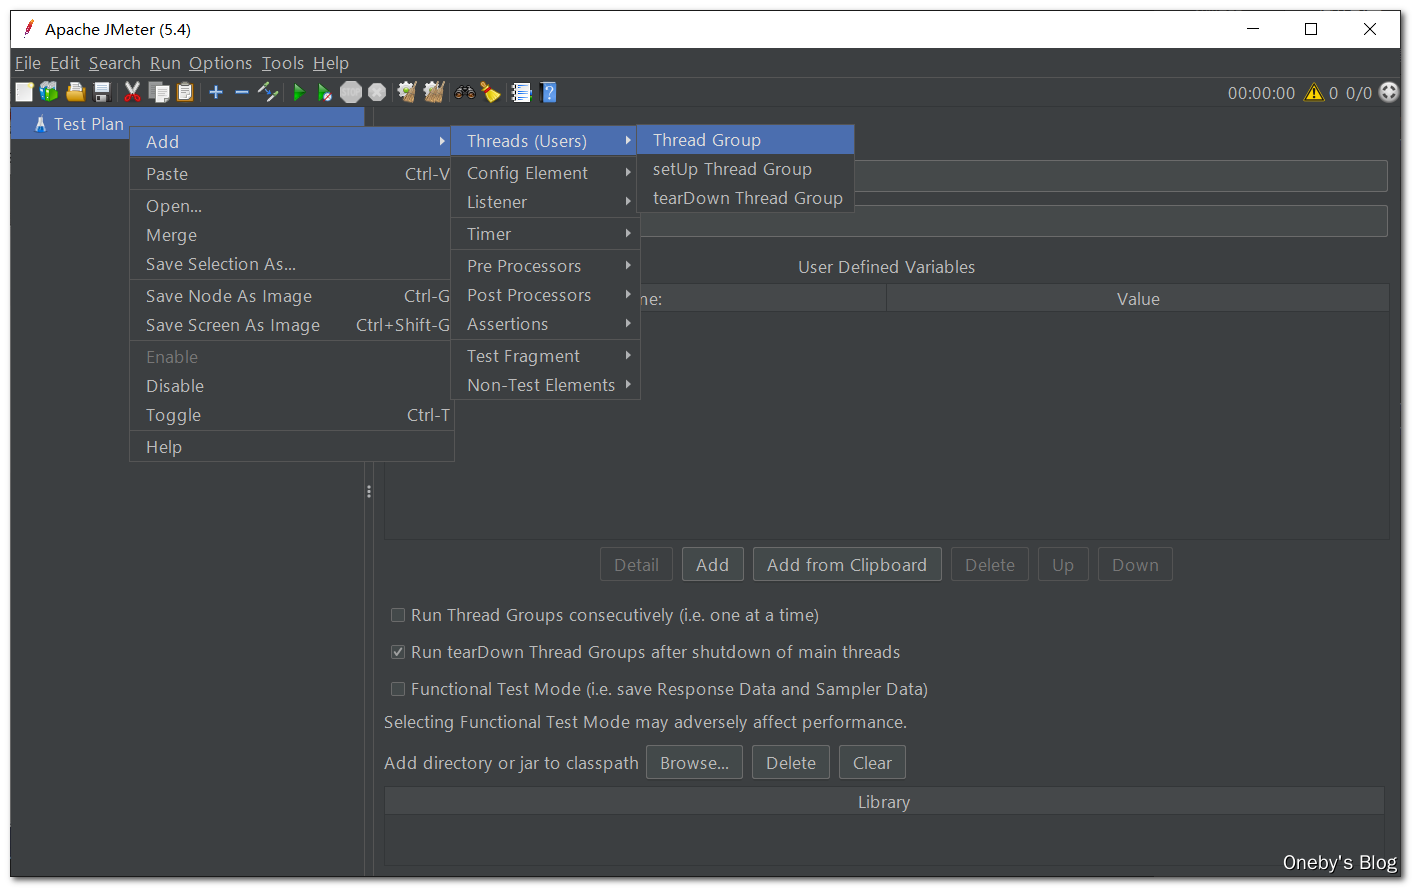 Apache JMeter (5.4)
File Edit Search Run Options Tools Help
00:00:00 0 0/0
Test Plan
Add
Paste Ctrl-V
Open...
Merge
Save Selection As...
Save Node As Image Ctrl-G
Save Screen As Image Ctrl+Shift-G
Enable
Disable
Toggle Ctrl-T
Help
Threads (Users)
Config Element
Listener
Timer
Pre Processors
Post Processors
Assertions
Test Fragment
Non-Test Elements
Thread Group
setUp Thread Group
tearDown Thread Group
User Defined Variables
me: Value
Detail Add Add from Clipboard Delete Up Down
Run Thread Groups consecutively (i.e. one at a time)
Run tearDown Thread Groups after shutdown of main threads
Functional Test Mode (i.e. save Response Data and Sampler Data)
Selecting Functional Test Mode may adversely affect performance.
Add directory or jar to classpath Browse... Delete Clear
Library
Oneby's Blog